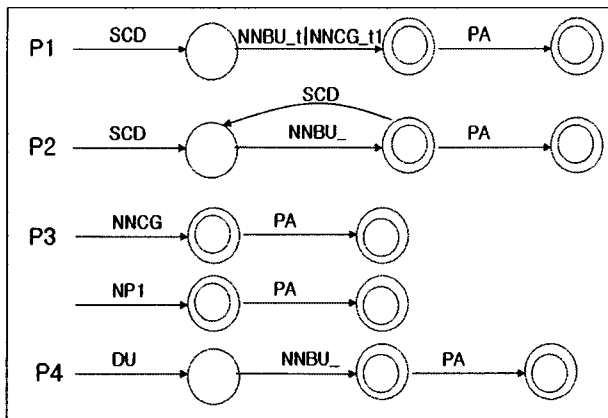 P1 SCD NNBU_t|NNCG_t1 PA
SCD
P2 SCD NNBU_ PA
P3 NNCG PA
NP1 PA
P4 DU NNBU_ PA